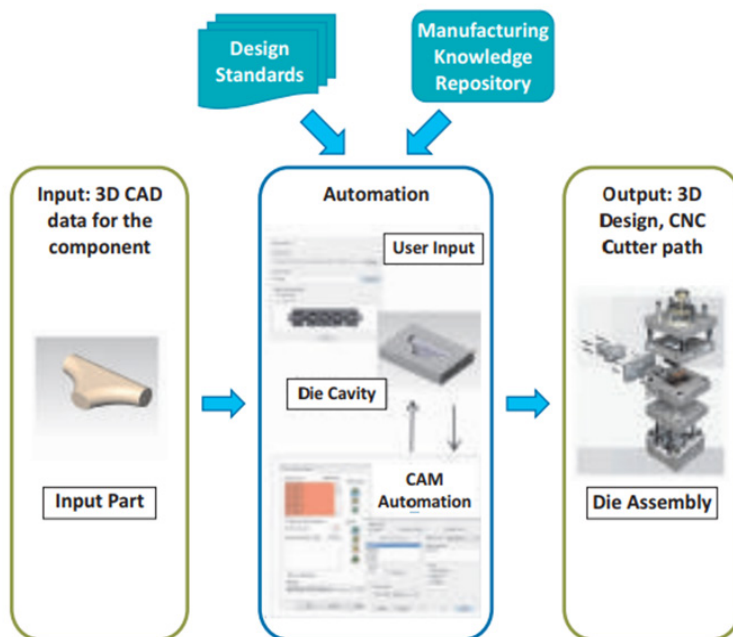 Design
Standards
Manufacturing
Knowledge
Repository
Input: 3D CAD
data for the
component
Input Part
Automation
User Input
Die Cavity
CAM
Automation
Output: 3D
Design, CNC
Cutter path
Die Assembly